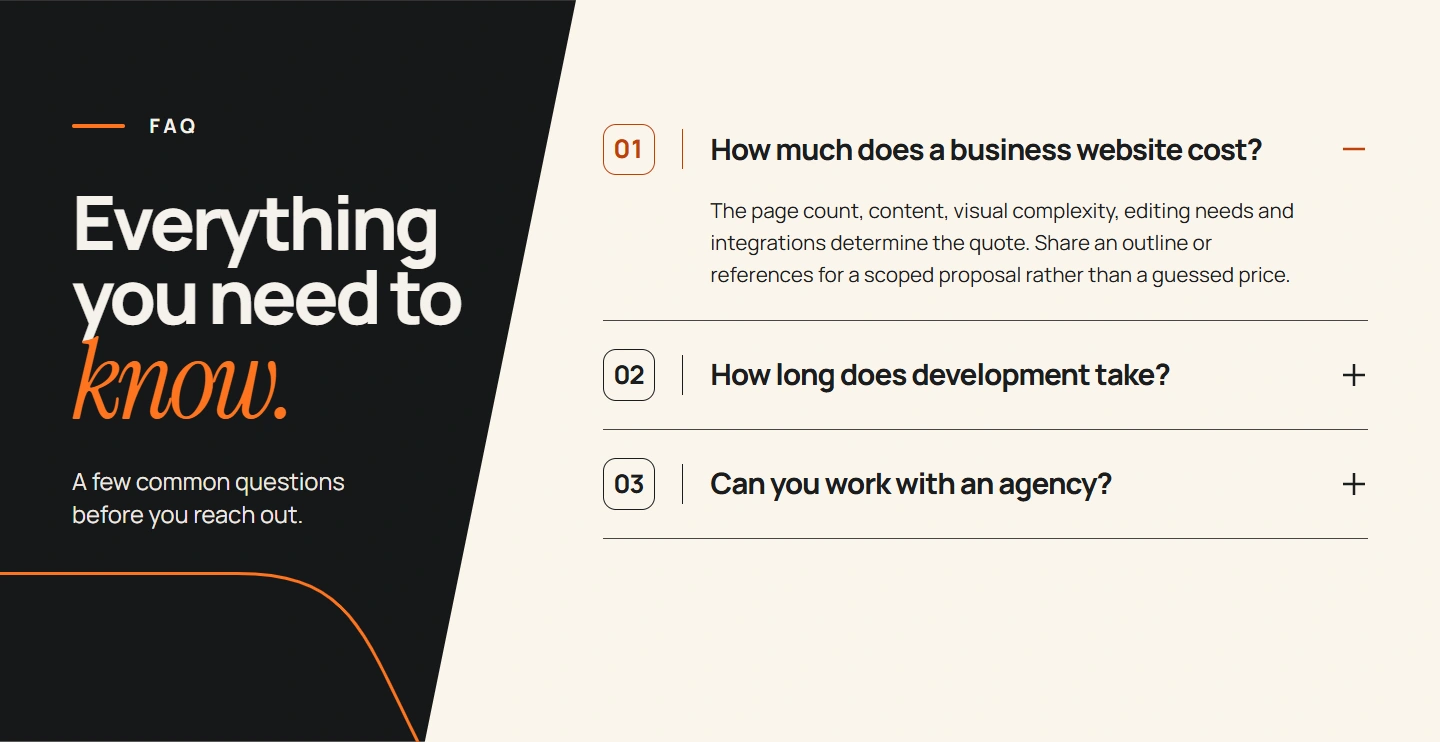 FAQ
Everything
you need to
know.
A few common questions
before you reach out.
01
How much does a business website cost?
The page count, content, visual complexity, editing needs and
integrations determine the quote. Share an outline or
references for a scoped proposal rather than a guessed price.
02
How long does development take?
03
Can you work with an agency?